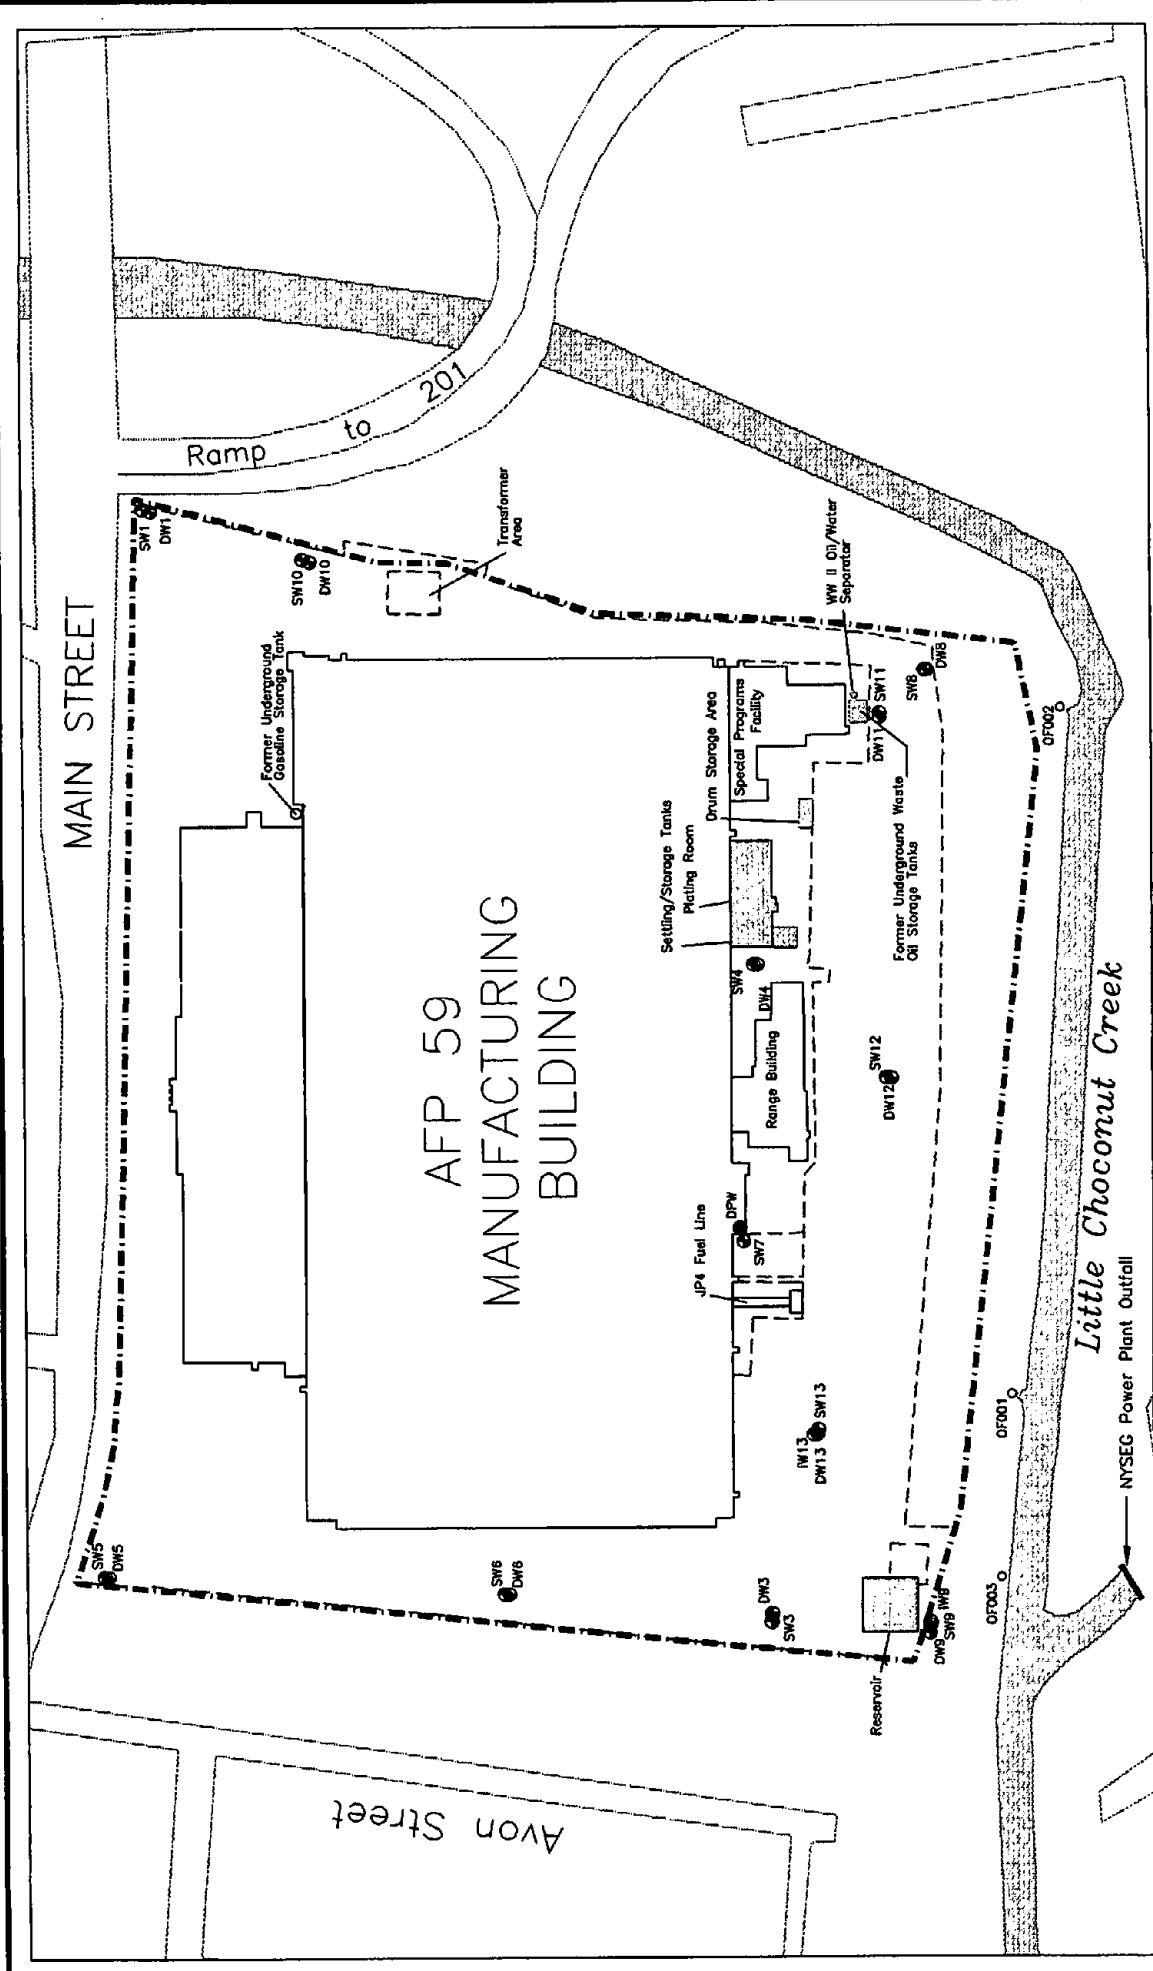 MAIN STREET
Ramp
to
201
SW1
DW1
SW10
DW10
Transformer
Area
Former Underground
Gasoline Storage Tank
WW II Oil/Water
Separator
SW8
DW8
SW11
DW11
Special Programs
Facility
Drum Storage Area
Settling/Storage Tanks
Plating Room
Former Underground Waste
Oil Storage Tanks
OF002
AFP 59
MANUFACTURING
BUILDING
SW4
DW4
Range Building
SW12
DW12
DPW
SW7
JP4 Fuel Line
Little Choconut Creek
NYSEG Power Plant Outfall
OF001
IW13
DW13
SW13
SW5
DW5
SW6
DW6
DW3
SW3
OF003
IW9
SW9
DW9
Reservoir
Avon Street